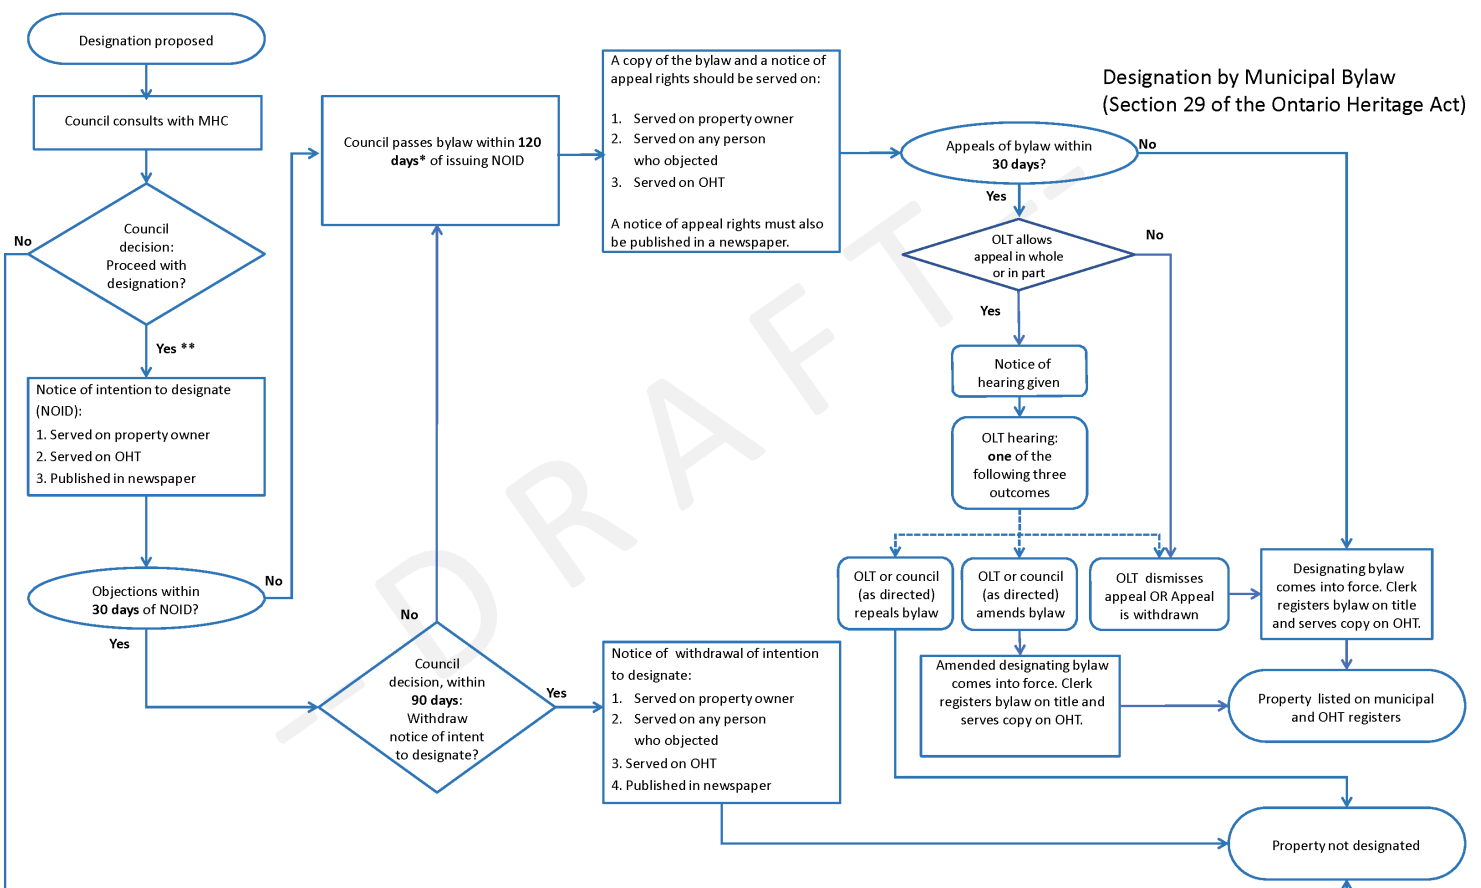 Designation by Municipal Bylaw
(Section 29 of the Ontario Heritage Act)
Designation proposed
Council consults with MHC
Council
decision:
Proceed with
designation?
No
Yes **
Notice of intention to designate
(NOID):
1. Served on property owner
2. Served on OHT
3. Published in newspaper
Objections within
30 days of NOID?
No
Yes
Council passes bylaw within 120
days* of issuing NOID
No
Council
decision, within
90 days:
Withdraw
notice of intent
to designate?
Yes
A copy of the bylaw and a notice of
appeal rights should be served on:
1. Served on property owner
2. Served on any person
who objected
3. Served on OHT
A notice of appeal rights must also
be published in a newspaper.
Notice of withdrawal of intention
to designate:
1. Served on property owner
2. Served on any person
who objected
3. Served on OHT
4. Published in newspaper
Appeals of bylaw within
30 days?
No
Yes
OLT allows
appeal in whole
or in part
No
Yes
Notice of
hearing given
OLT hearing:
one of the
following three
outcomes
OLT or council
(as directed)
repeals bylaw
OLT or council
(as directed)
amends bylaw
OLT dismisses
appeal OR Appeal
is withdrawn
Designating bylaw
comes into force. Clerk
registers bylaw on title
and serves copy on OHT.
Amended designating bylaw
comes into force. Clerk
registers bylaw on title and
serves copy on OHT.
Property listed on municipal
and OHT registers
Property not designated
– DRAFT --